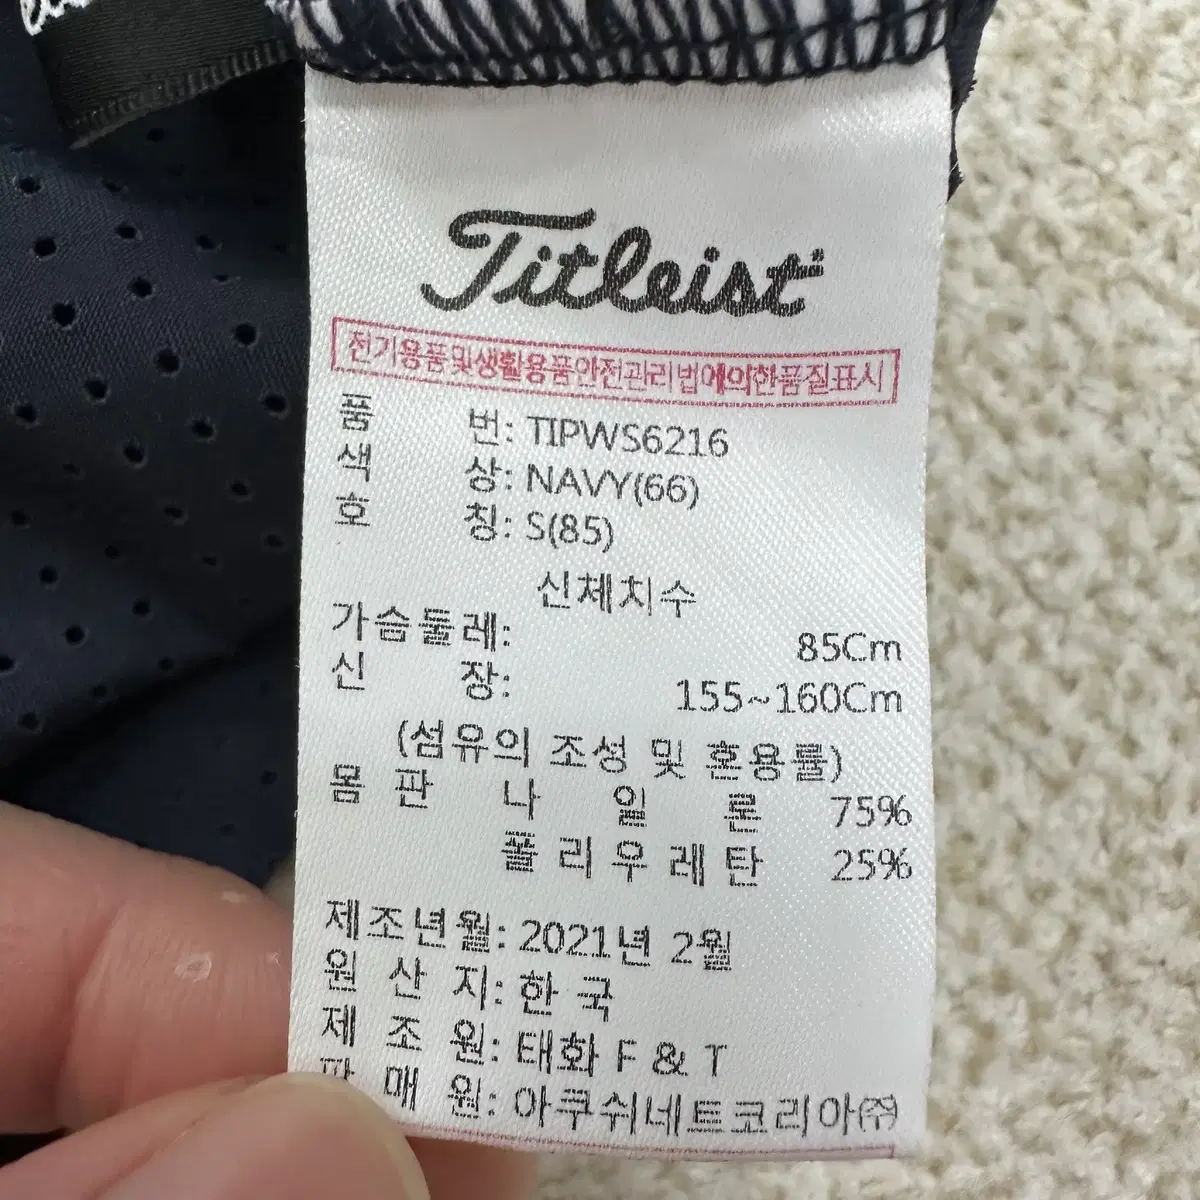 Titleist
전기용품및생활용품안전관리법에의한품질표시
품 번: TIPWS6216
색 상: NAVY(66)
호 칭: S(85)
신체치수
가슴둘레: 85Cm
신 장: 155~160Cm
(섬유의 조성 및 혼용률)
몸 판 나 일 론 75%
폴리우레탄 25%
제조년월: 2021년 2월
원 산 지: 한 국
제 조 원: 태화 F & T
판 매 원: 아쿠쉬네트코리아(주)